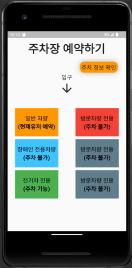 주차장 예약하기
주차 정보 확인
입구
일반 차량
(현재유저 예약)
방문차량 전용
(주차 불가)
장애인 전용차량
(주차 불가)
방문차량 전용
(주차 불가)
전기차 전용
(주차 가능)
방문차량 전용
(주차 불가)